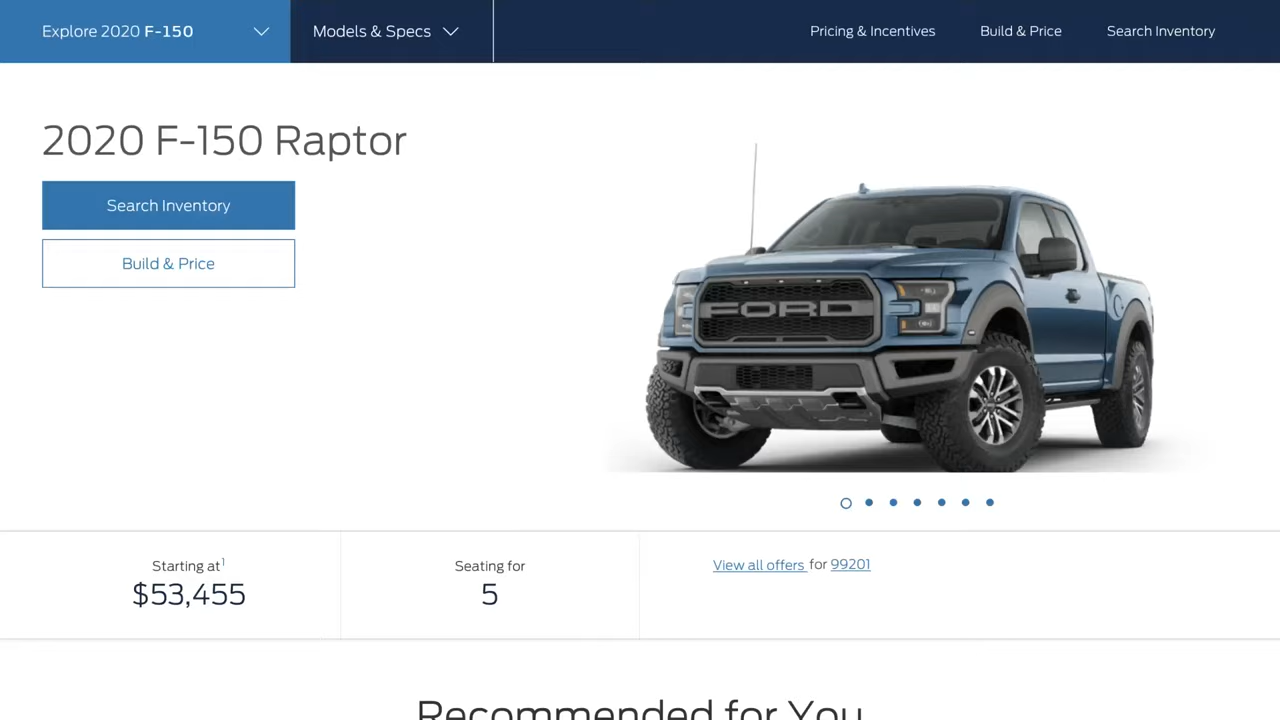 Explore 2020 F-150
Models & Specs
Pricing & Incentives
Build & Price
Search Inventory
2020 F-150 Raptor
Search Inventory
Build & Price
FORD
Starting at1
$53,455
Seating for
5
View all offers for 99201
Recommended for You